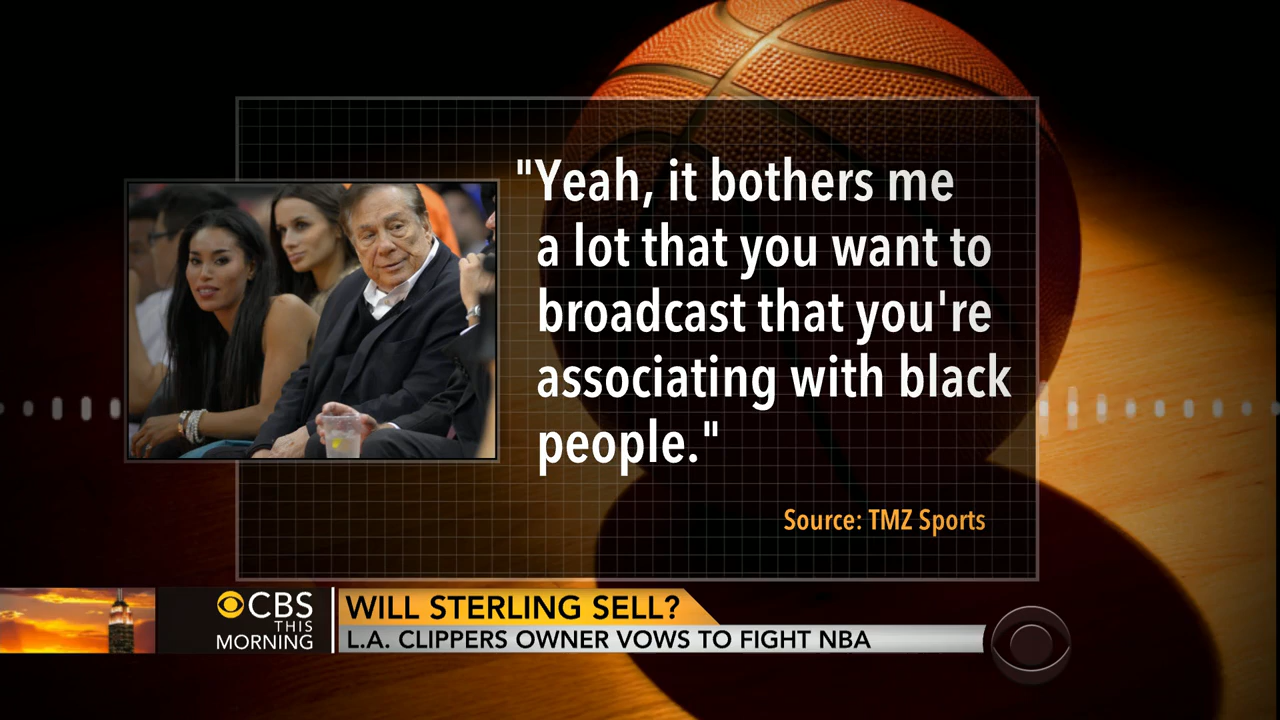 "Yeah, it bothers me
a lot that you want to
broadcast that you're
associating with black
people."
Source: TMZ Sports
CBS
THIS
MORNING
WILL STERLING SELL?
L.A. CLIPPERS OWNER VOWS TO FIGHT NBA